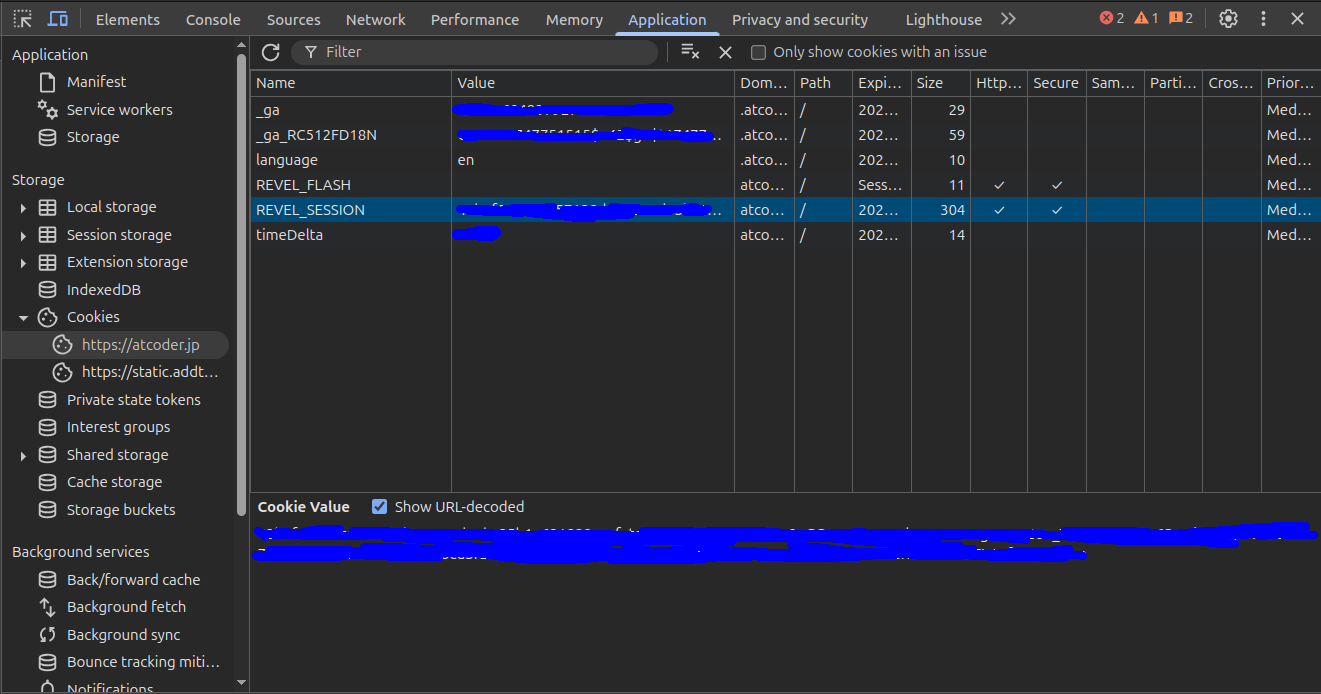 Elements Console Sources Network Performance Memory Application Privacy and security Lighthouse 2 1 2
Application
Manifest
Service workers
Storage
Storage
Local storage
Session storage
Extension storage
IndexedDB
Cookies
https://atcoder.jp
https://static.addt...
Private state tokens
Interest groups
Shared storage
Cache storage
Storage buckets
Background services
Back/forward cache
Background fetch
Background sync
Bounce tracking miti...
Notifications
Filter Only show cookies with an issue
Name Value Dom... Path Expi... Size Http... Secure Sam... Parti... Cros... Prior...
_ga .atco... / 202... 29 Med...
_ga_RC512FD18N .atco... / 202... 59 Med...
language en .atco... / 202... 10 Med...
REVEL_FLASH atco... / Sess... 11 ✓ ✓ Med...
REVEL_SESSION atco... / 202... 304 ✓ ✓ Med...
timeDelta atco... / 202... 14 Med...
Cookie Value Show URL-decoded